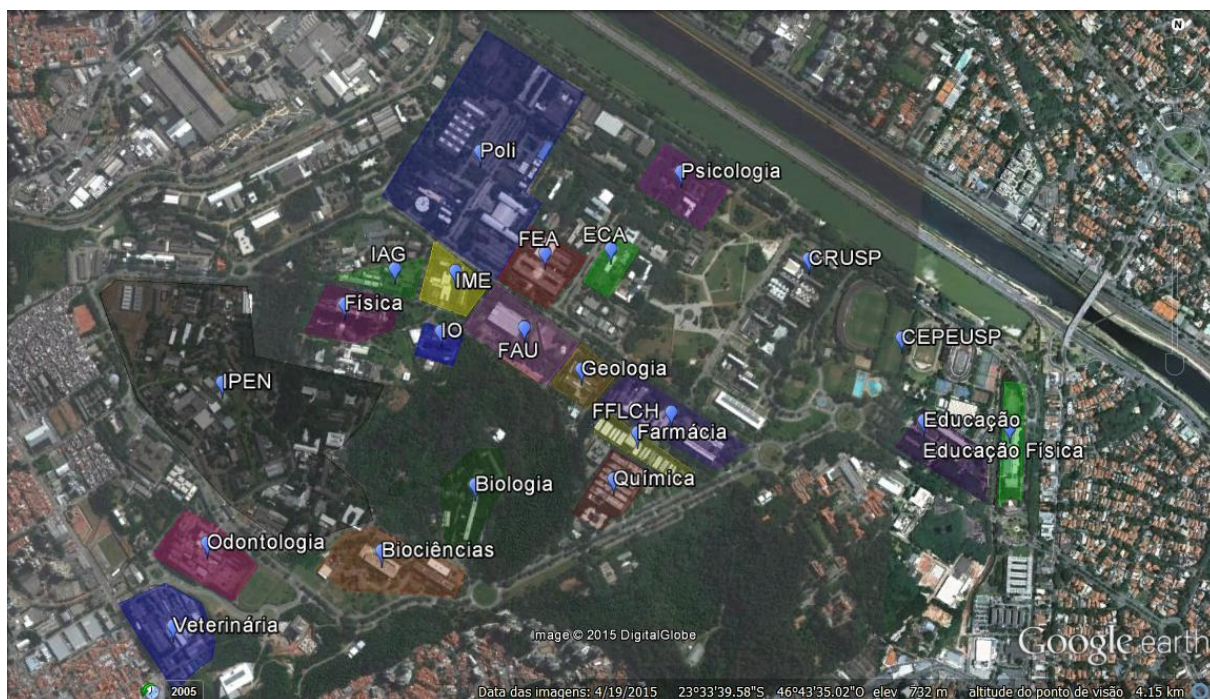 N
Poli
Psicologia
FEA
ECA
IAG
IME
CRUSP
Física
IO
FAU
CEPEUSP
Geologia
IPEN
FFLCH
Farmácia
Educação
Educação Física
Química
Biologia
Odontologia
Biociências
Veterinária
Image © 2015 DigitalGlobe
Google earth
2005
Data das imagens: 4/19/2015 23°33'39.58"S 46°43'35.02"O elev 732 m altitude do ponto de visão 4.15 km